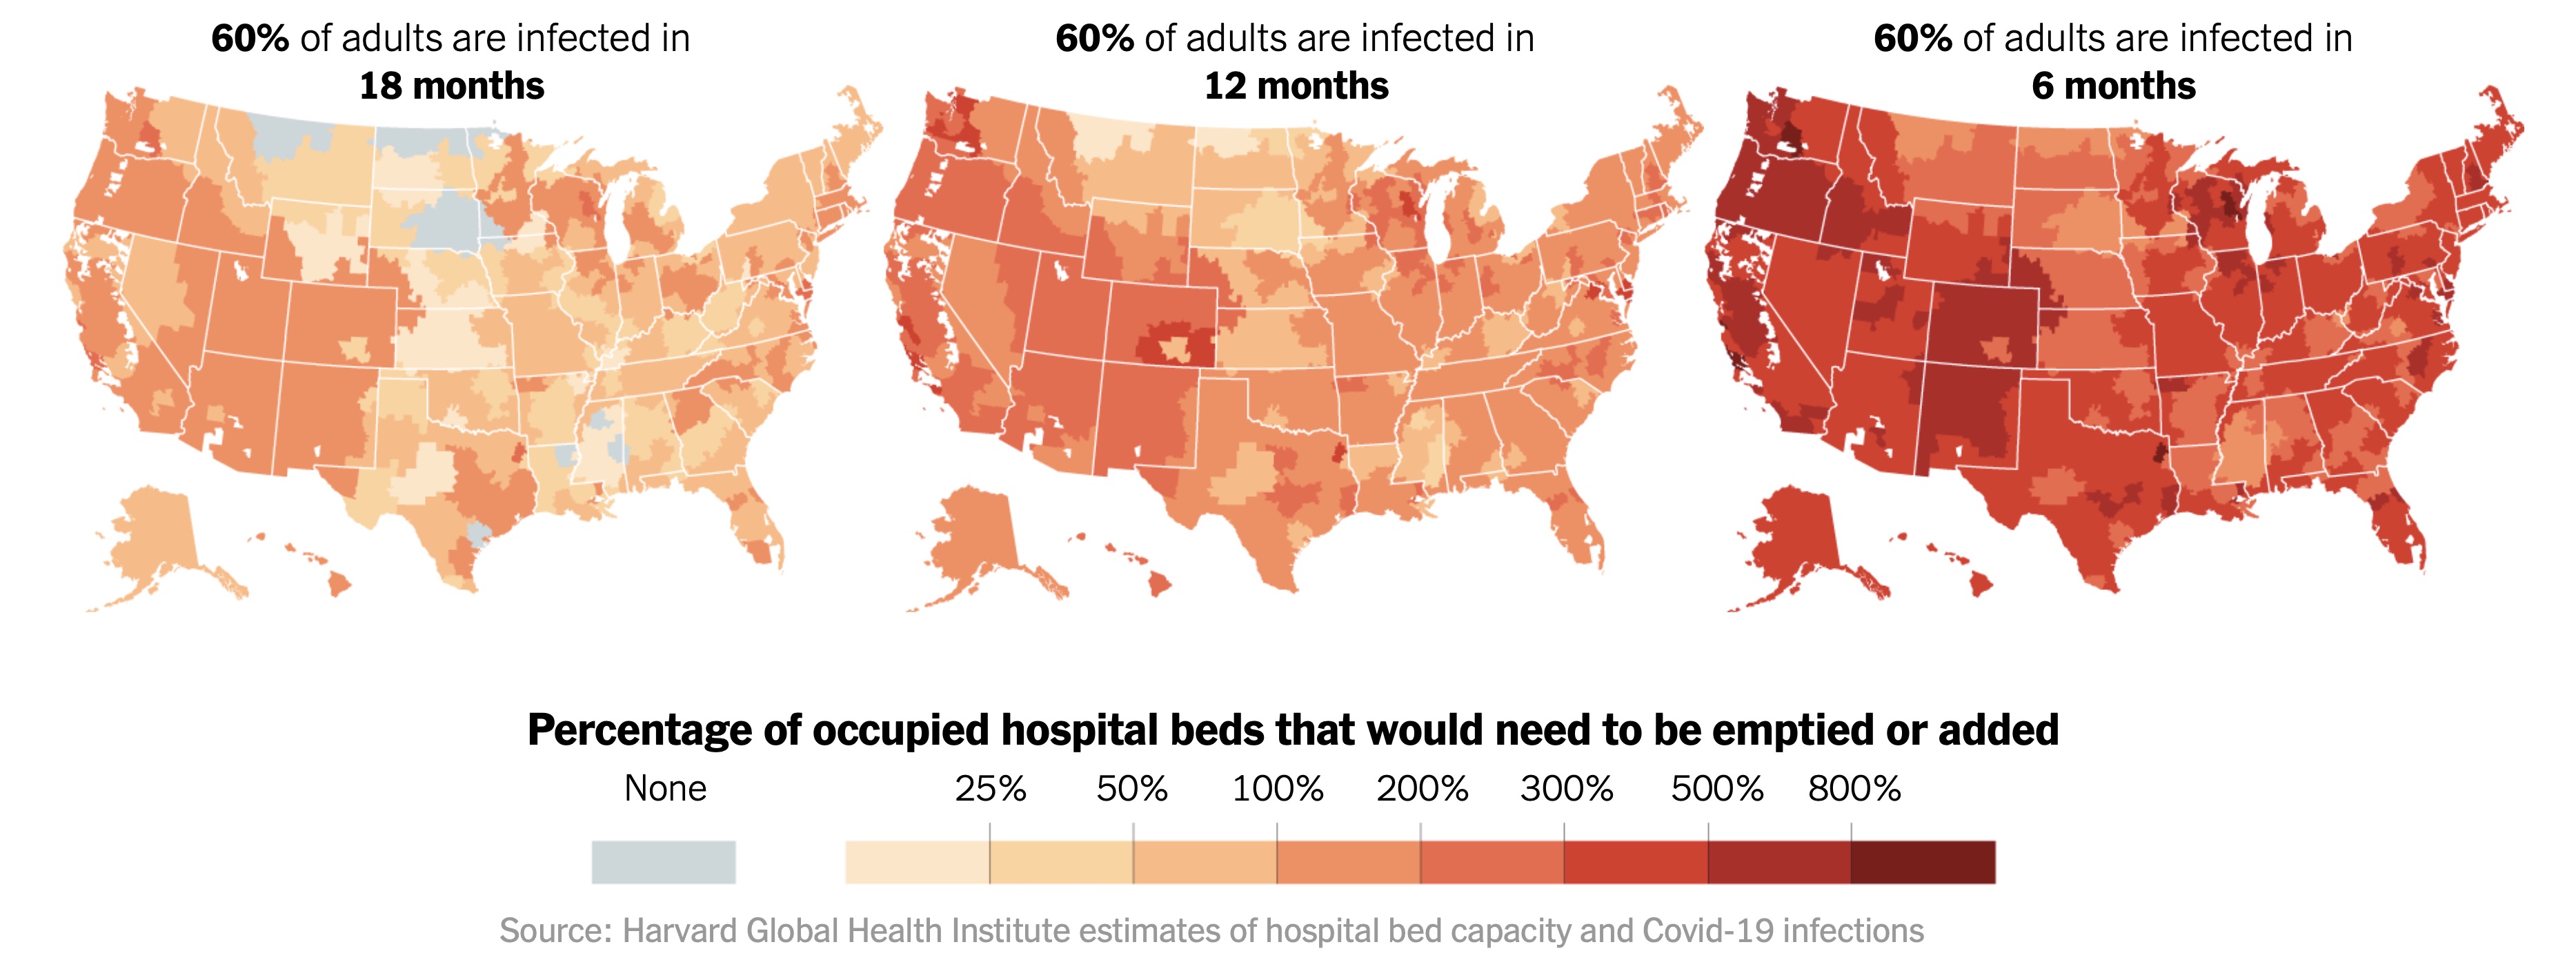 60% of adults are infected in
18 months
60% of adults are infected in
12 months
60% of adults are infected in
6 months
Percentage of occupied hospital beds that would need to be emptied or added
None 25% 50% 100% 200% 300% 500% 800%
Source: Harvard Global Health Institute estimates of hospital bed capacity and Covid-19 infections